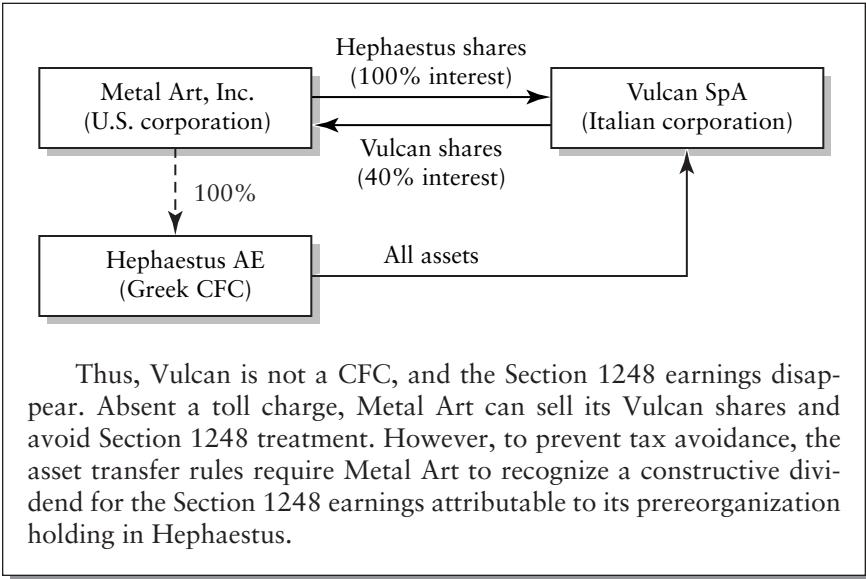 Hephaestus shares
(100% interest)
Metal Art, Inc.
(U.S. corporation)
Vulcan SpA
(Italian corporation)
Vulcan shares
(40% interest)
100%
Hephaestus AE
(Greek CFC)
All assets
Thus, Vulcan is not a CFC, and the Section 1248 earnings disap-
pear. Absent a toll charge, Metal Art can sell its Vulcan shares and
avoid Section 1248 treatment. However, to prevent tax avoidance, the
asset transfer rules require Metal Art to recognize a constructive divi-
dend for the Section 1248 earnings attributable to its prereorganization
holding in Hephaestus.